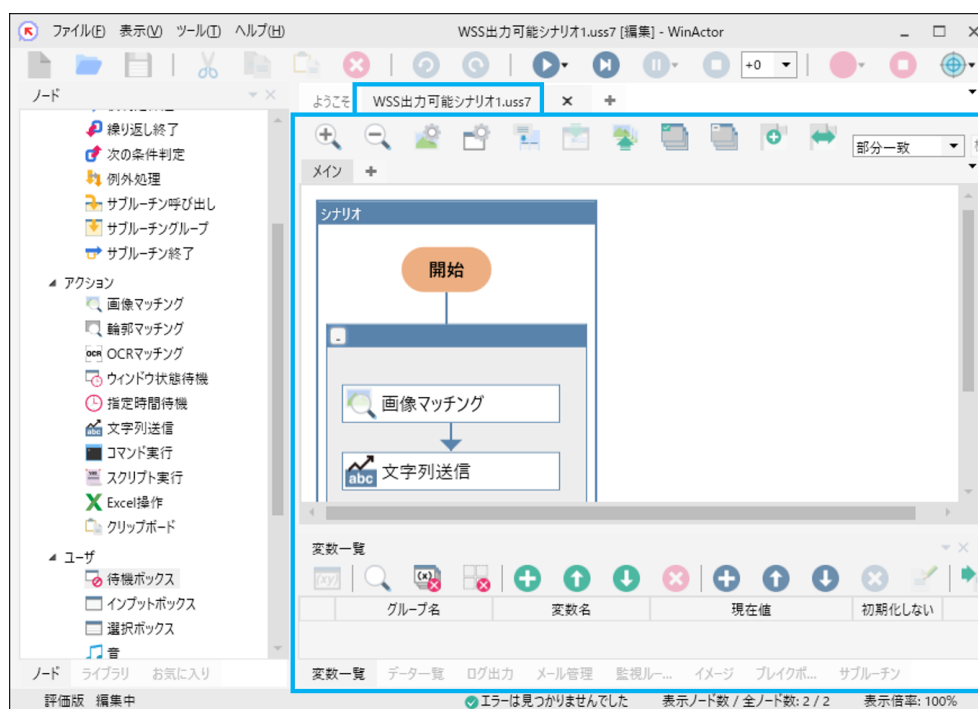 ファイル(F) 表示(V) ツール(T) ヘルプ(H) WSS出力可能シナリオ1.uss7 [編集] - WinActor
+0
ノード
ようこそ WSS出力可能シナリオ1.uss7
繰り返し終了
次の条件判定
例外処理
サブルーチン呼び出し
サブルーチングループ
サブルーチン終了
アクション
画像マッチング
輪郭マッチング
OCR OCRマッチング
ウィンドウ状態待機
指定時間待機
abc 文字列送信
コマンド実行
スクリプト実行
Excel操作
クリップボード
ユーザ
待機ボックス
インプットボックス
選択ボックス
音
ノード ライブラリ お気に入り
部分一致
メイン
シナリオ
開始
画像マッチング
abc 文字列送信
変数一覧
グループ名 変数名 現在値 初期化しない
変数一覧 データ一覧 ログ出力 メール管理 監視ルー... イメージ ブレイクポ... サブルーチン
評価版 編集中 エラーは見つかりませんでした 表示ノード数 / 全ノード数: 2 / 2 表示倍率: 100%